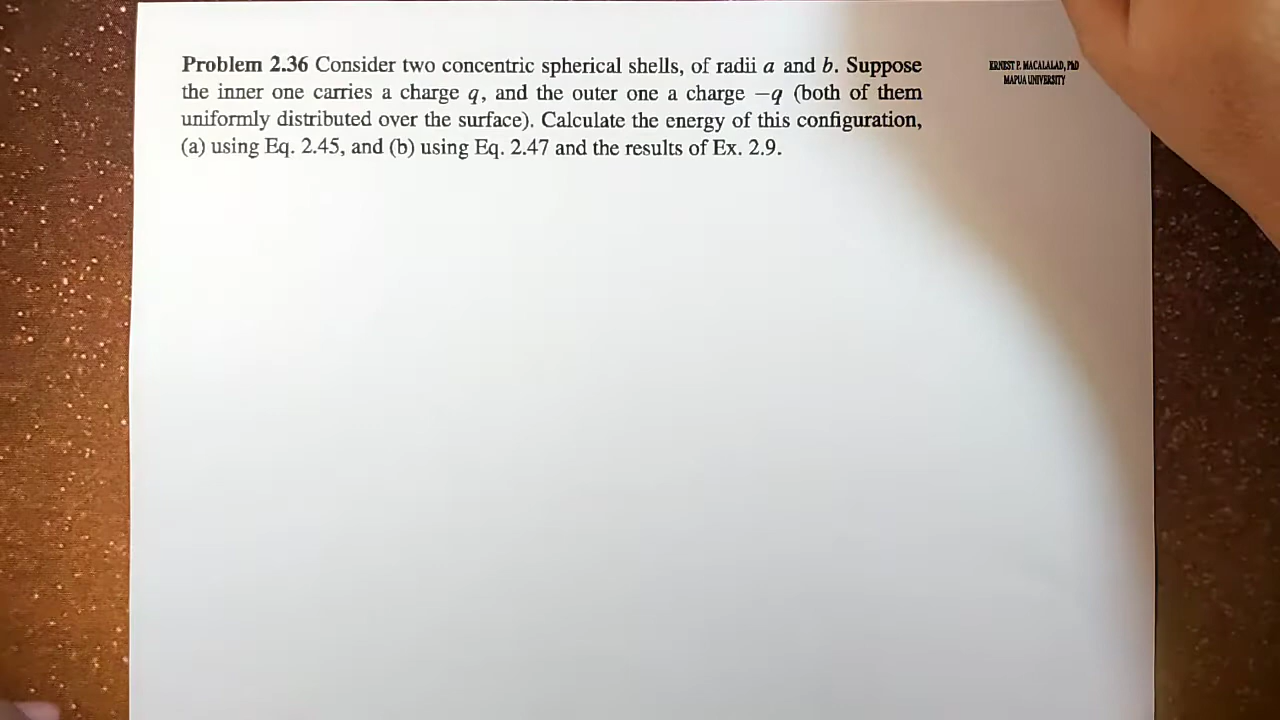 Problem 2.36 Consider two concentric spherical shells, of radii a and b. Suppose
the inner one carries a charge q, and the outer one a charge −q (both of them
uniformly distributed over the surface). Calculate the energy of this configuration,
(a) using Eq. 2.45, and (b) using Eq. 2.47 and the results of Ex. 2.9.
ERNEST P. MACALALAD, PhD
MAPUA UNIVERSITY